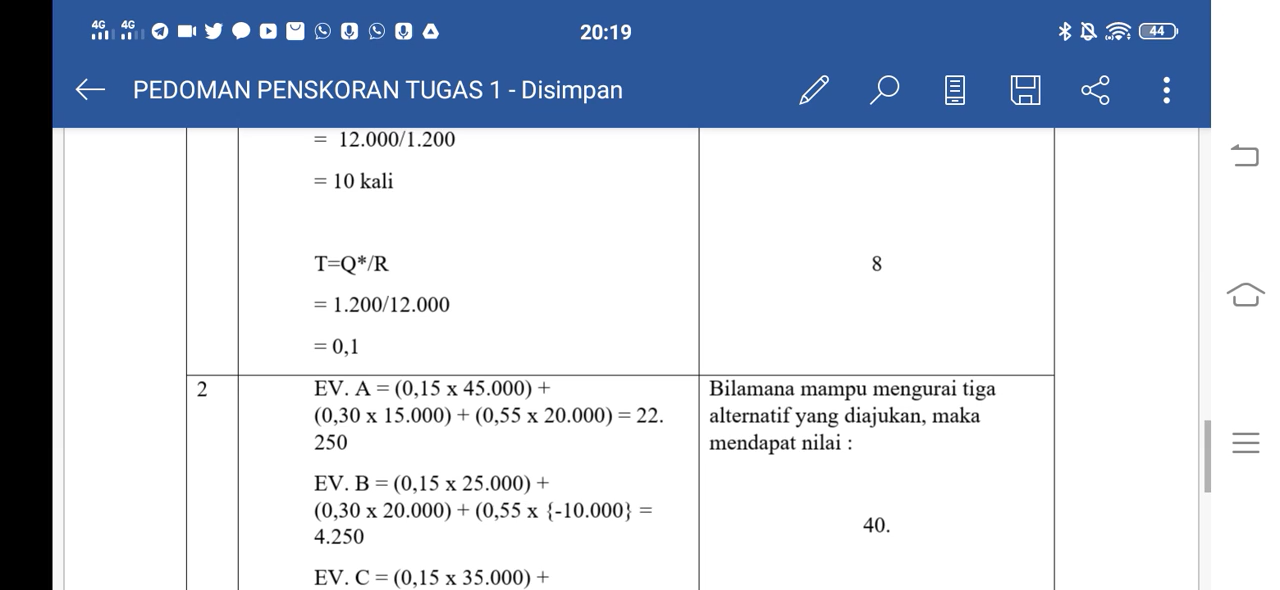 4G 4G 20:19 44
PEDOMAN PENSKORAN TUGAS 1 - Disimpan
= 12.000/1.200
= 10 kali
T=Q*/R
8
= 1.200/12.000
= 0,1
2
EV. A = (0,15 x 45.000) +
(0,30 x 15.000) + (0,55 x 20.000) = 22.
250
EV. B = (0,15 x 25.000) +
(0,30 x 20.000) + (0,55 x {-10.000} =
4.250
EV. C = (0,15 x 35.000) +
Bilamana mampu mengurai tiga
alternatif yang diajukan, maka
mendapat nilai :
40.